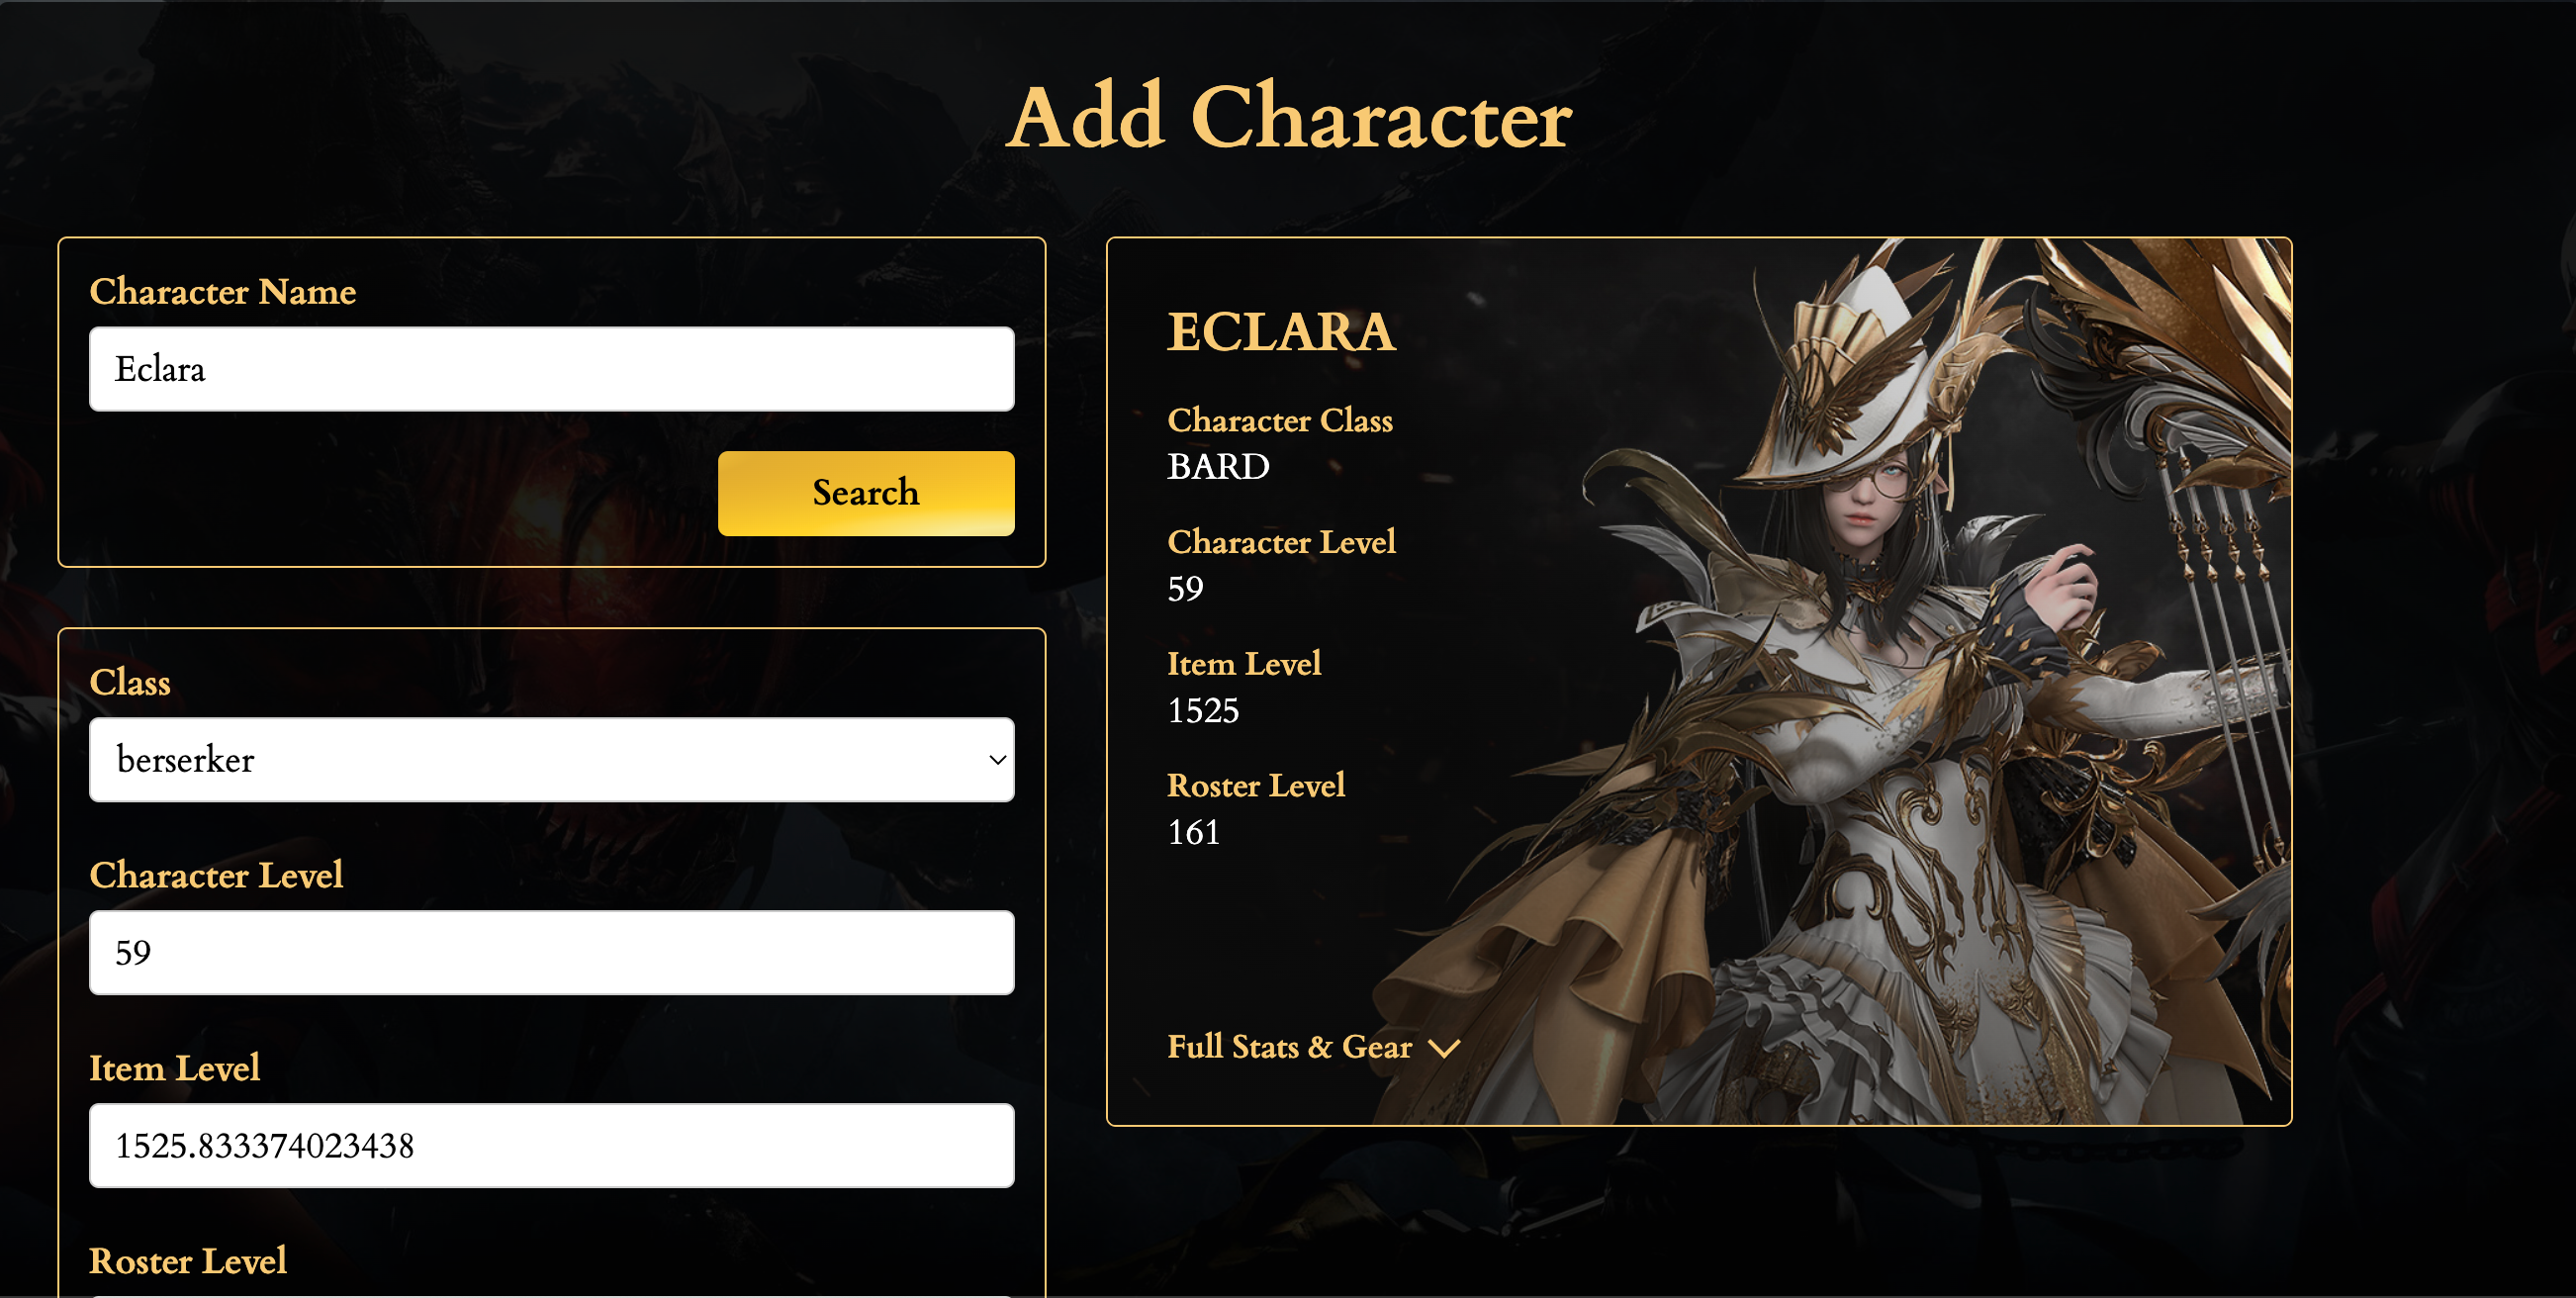 Add Character
Character Name
Eclara
Search
Class
berserker
Character Level
59
Item Level
1525.833374023438
Roster Level
ECLARA
Character Class
BARD
Character Level
59
Item Level
1525
Roster Level
161
Full Stats & Gear